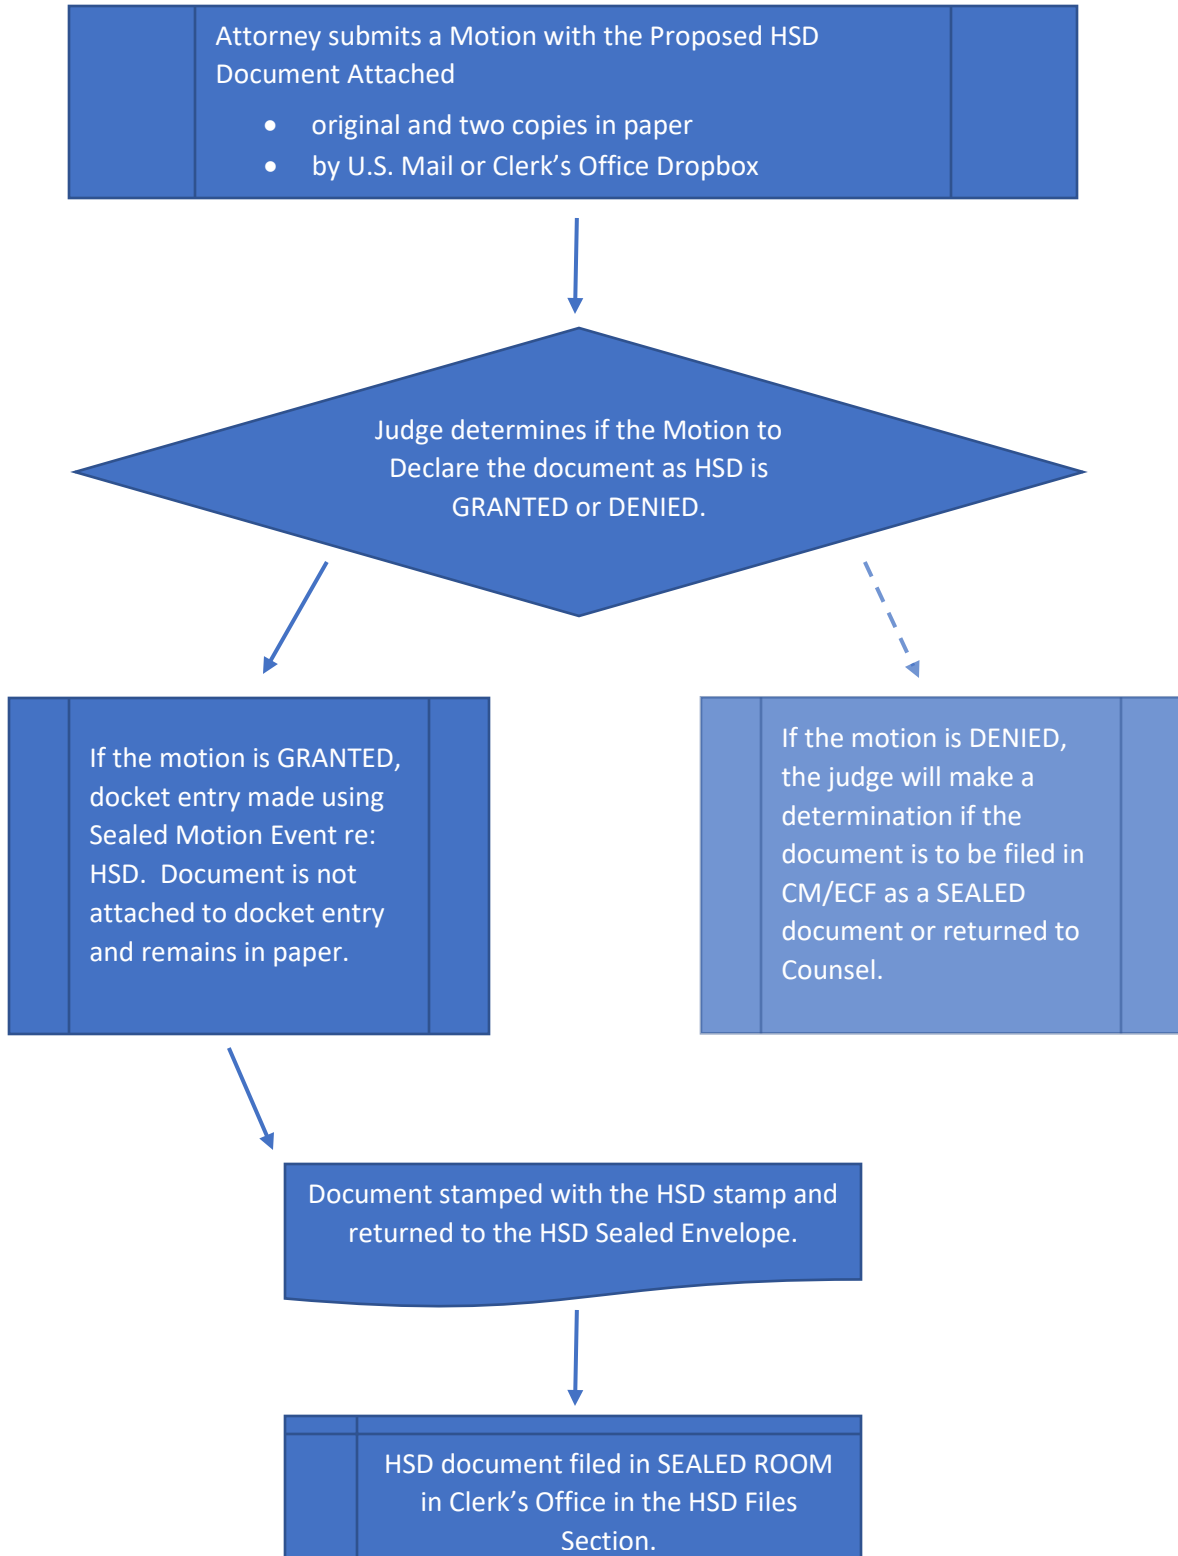 Attorney submits a Motion with the Proposed HSD
Document Attached
• original and two copies in paper
• by U.S. Mail or Clerk’s Office Dropbox
Judge determines if the Motion to
Declare the document as HSD is
GRANTED or DENIED.
If the motion is GRANTED,
docket entry made using
Sealed Motion Event re:
HSD.  Document is not
attached to docket entry
and remains in paper.
If the motion is DENIED,
the judge will make a
determination if the
document is to be filed in
CM/ECF as a SEALED
document or returned to
Counsel.
Document stamped with the HSD stamp and
returned to the HSD Sealed Envelope.
HSD document filed in SEALED ROOM
in Clerk’s Office in the HSD Files
Section.